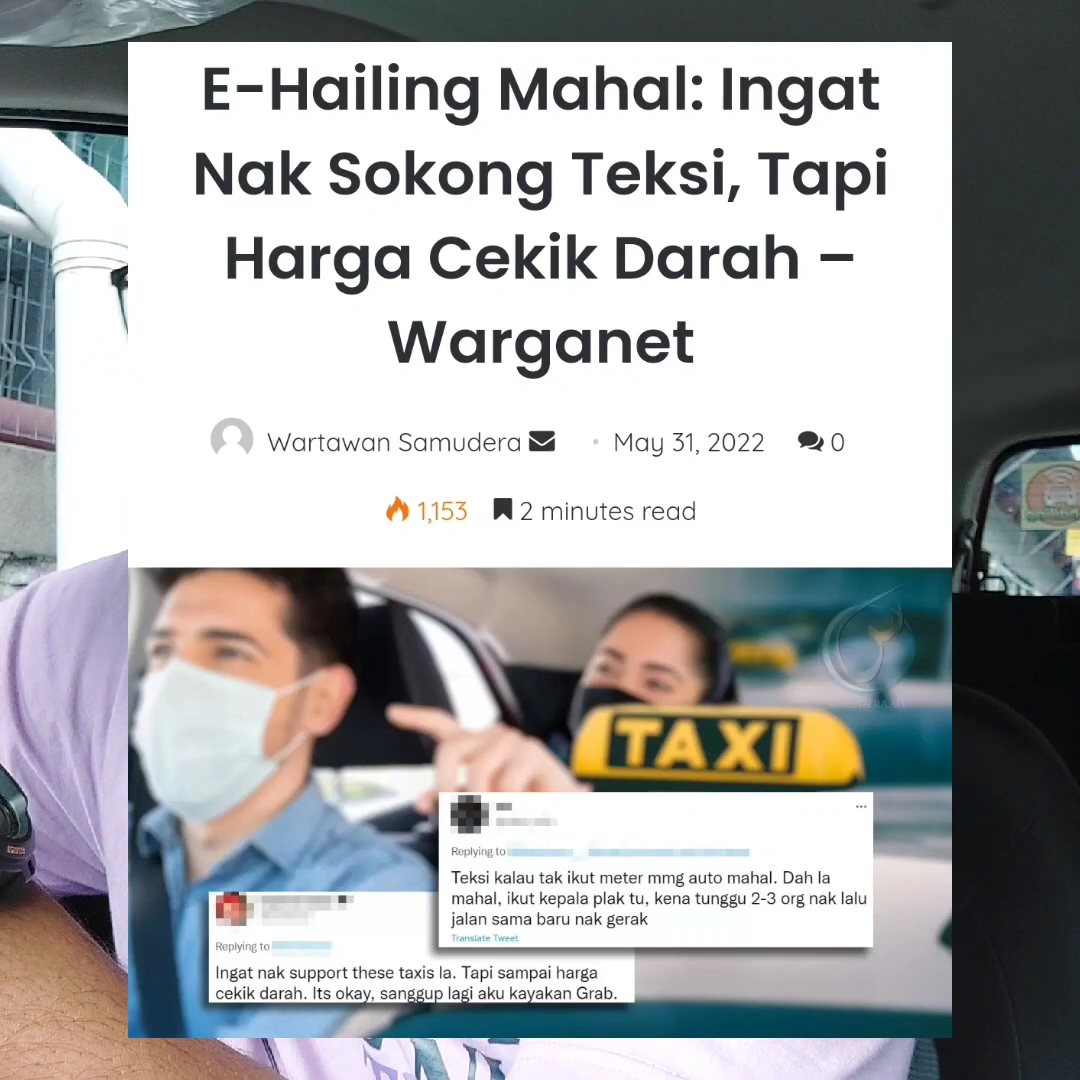 E-Hailing Mahal: Ingat
Nak Sokong Teksi, Tapi
Harga Cekik Darah –
Warganet
Wartawan Samudera • May 31, 2022 0
1,153 2 minutes read
TAXI
Replying to
Teksi kalau tak ikut meter mmg auto mahal. Dah la
mahal, ikut kepala plak tu, kena tunggu 2-3 org nak lalu
jalan sama baru nak gerak
Translate Tweet
Replying to
Ingat nak support these taxis la. Tapi sampai harga
cekik darah. Its okay, sanggup lagi aku kayakan Grab.